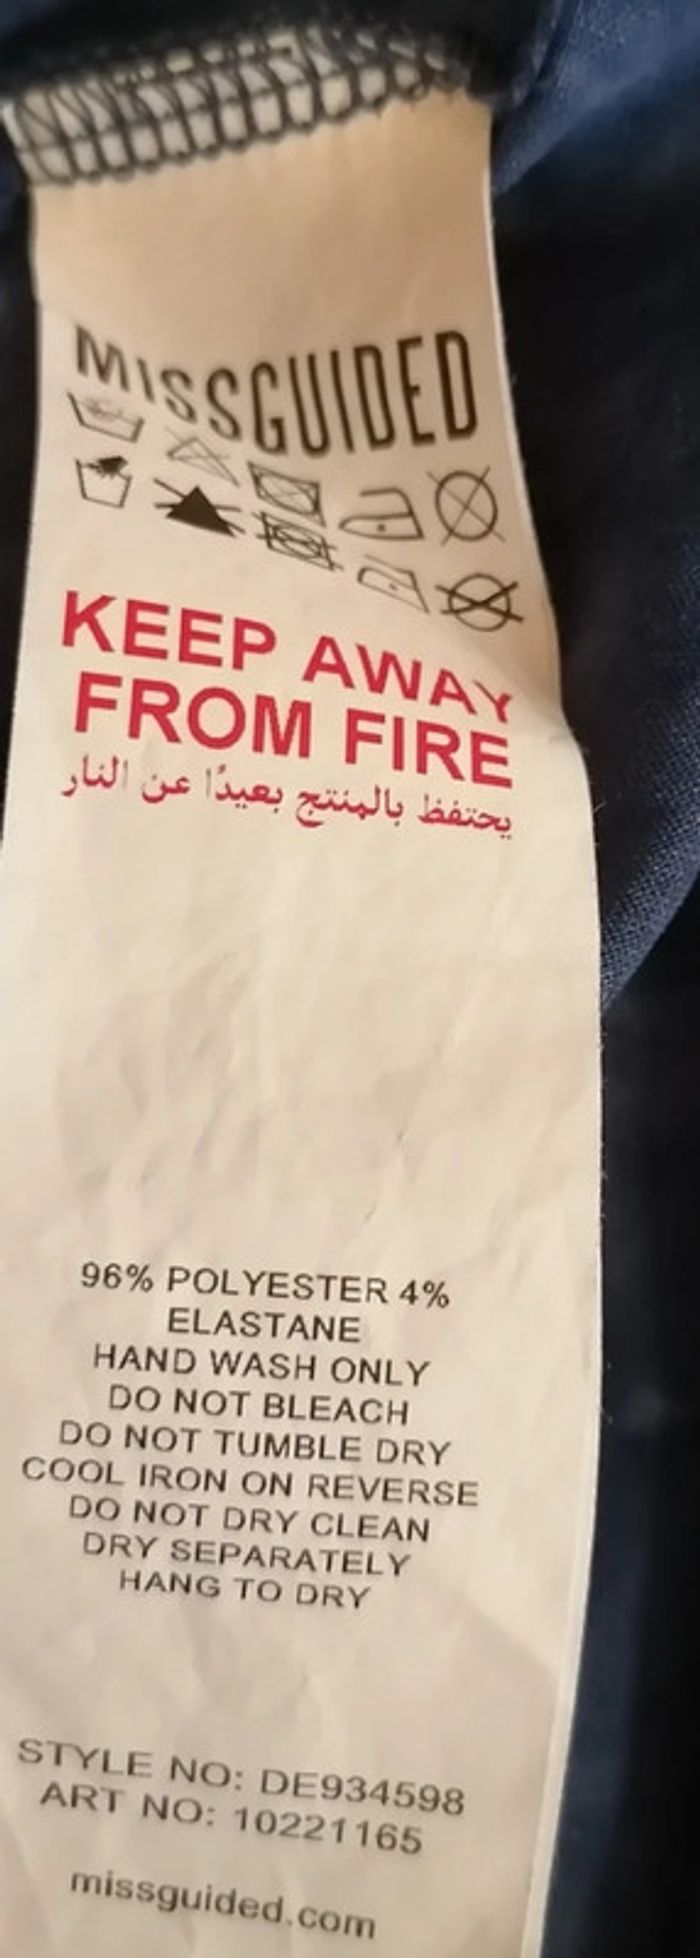 MISSGUIDED
KEEP AWAY
FROM FIRE
يحتفظ بالمنتج بعيدًا عن النار
96% POLYESTER 4%
ELASTANE
HAND WASH ONLY
DO NOT BLEACH
DO NOT TUMBLE DRY
COOL IRON ON REVERSE
DO NOT DRY CLEAN
DRY SEPARATELY
HANG TO DRY
STYLE NO: DE934598
ART NO: 10221165
missguided.com